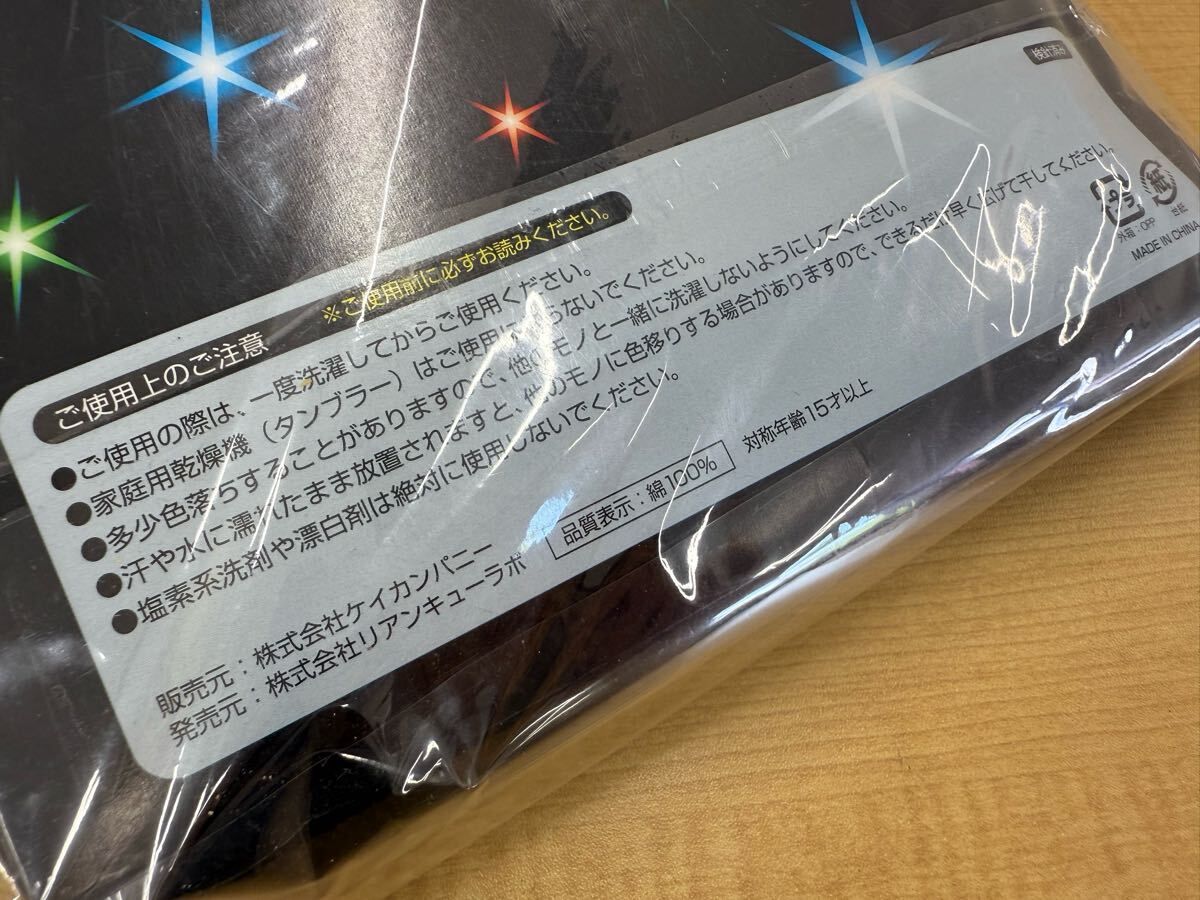 検針済み
ご使用上のご注意 ※ご使用前に必ずお読みください。
●ご使用の際は、一度洗濯してからご使用ください。
●家庭用乾燥機（タンブラー）はご使用にならないでください。
●多少色落ちすることがありますので、他のモノと一緒に洗濯しないようにしてください。
●汗や水に濡れたまま放置されますと、他のモノに色移りする場合がありますので、できるだけ早く広げて干してください。
●塩素系洗剤や漂白剤は絶対に使用しないでください。
販売元：株式会社ケイカンパニー
発売元：株式会社リアンキューラボ
品質表示：綿100%
対称年齢15才以上
プラ
外箱：OPP
紙
台紙
MADE IN CHINA